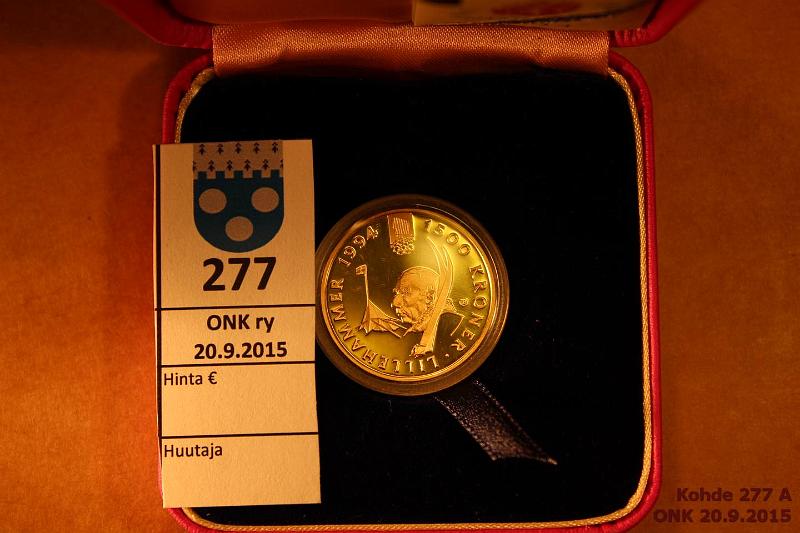 277
ONK ry
20.9.2015
Hinta €
Huutaja
LILLEHAMMER 1994 1500 KRONER ·
Kohde 277 A
ONK 20.9.2015